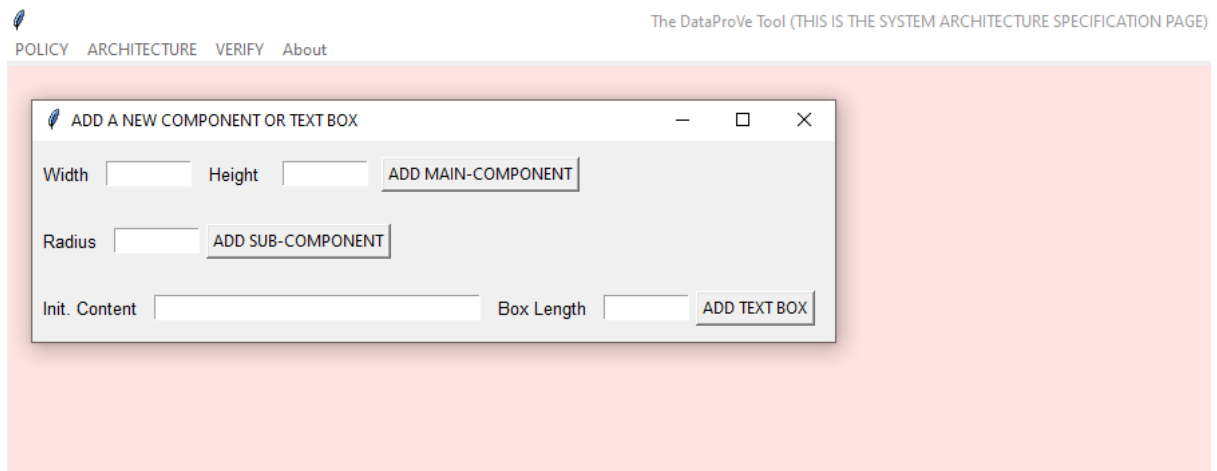 The DataProVe Tool (THIS IS THE SYSTEM ARCHITECTURE SPECIFICATION PAGE)
POLICY ARCHITECTURE VERIFY About
ADD A NEW COMPONENT OR TEXT BOX
Width Height ADD MAIN-COMPONENT
Radius ADD SUB-COMPONENT
Init. Content Box Length ADD TEXT BOX